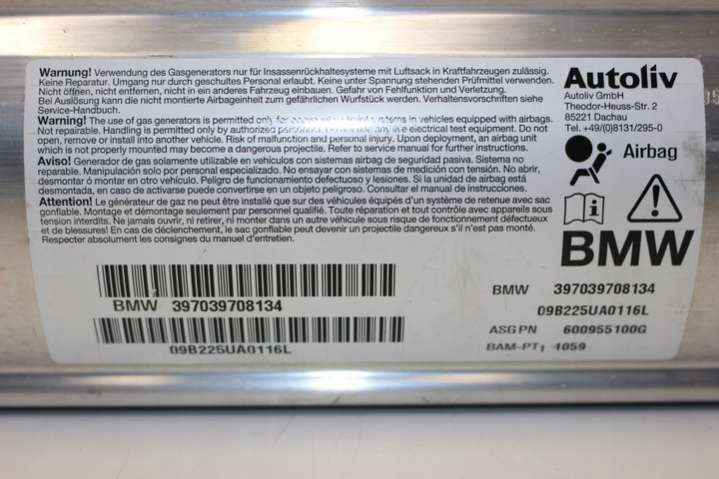 Warnung! Verwendung des Gasgenerators nur für Insassenrückhaltesysteme mit Luftsack in Kraftfahrzeugen zulässig.
Keine Reparatur. Umgang nur durch geschultes Personal erlaubt. Keine unter Spannung stehenden Prüfmittel verwenden.
Nicht öffnen, nicht entfernen, nicht in ein anderes Fahrzeug einbauen. Gefahr von Fehlfunktion und Verletzung.
Bei Auslösung kann die nicht montierte Airbageinheit zum gefährlichen Wurfstück werden. Verhaltensvorschriften siehe
Service-Handbuch.
Warning! The use of gas generators is permitted only systems in vehicles equipped with airbags.
Not repairable. Handling is permitted only by authorized electrical test equipment. Do not
open, remove or install into another vehicle. Risk of malfunction and personal injury. Upon deployment, an airbag unit
which is not properly mounted may become a dangerous projectile. Refer to service manual for further instructions.
Aviso! Generador de gas solamente utilizable en vehículos con sistemas airbag de seguridad pasiva. Sistema no
reparable. Manipulación solo por personal especializado. No ensayar con sistemas de medición con tensión. No abrir,
desmontar ó montar en otro vehículo. Peligro de funcionamiento defectuoso y lesiones. Si la unidad de airbag está
desmontada, en caso de activarse puede convertirse en un objeto peligroso. Consultar el manual de instrucciones.
Attention! Le générateur de gaz ne peut être installé que sur des véhicules équipés d'un système de retenue avec sac
gonflable. Montage et démontage seulement par personnel qualifié. Toute réparation et tout contrôle avec appareils sous
tension interdits. Ne jamais ouvrir, ni retirer, ni monter dans un autre véhicule sous risque de fonctionnement défectueux
et de blessures! En cas de déclenchement, le sac gonflable peut devenir un projectile dangereux s'il n'est pas monté.
Respecter absolument les consignes du manuel d'entretien.
Autoliv
Autoliv GmbH
Theodor-Heuss-Str. 2
85221 Dachau
Tel. +49/(0)8131/295-0
Airbag
BMW
BMW 397039708134
09B225UA0116L
BMW 397039708134
09B225UA0116L
ASG PN 600955100G
BAM-PT1 1059